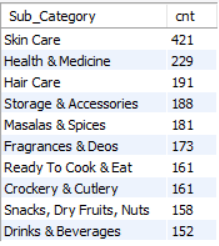 Sub_Category cnt
Skin Care 421
Health & Medicine 229
Hair Care 191
Storage & Accessories 188
Masalas & Spices 181
Fragrances & Deos 173
Ready To Cook & Eat 161
Crockery & Cutlery 161
Snacks, Dry Fruits, Nuts 158
Drinks & Beverages 152